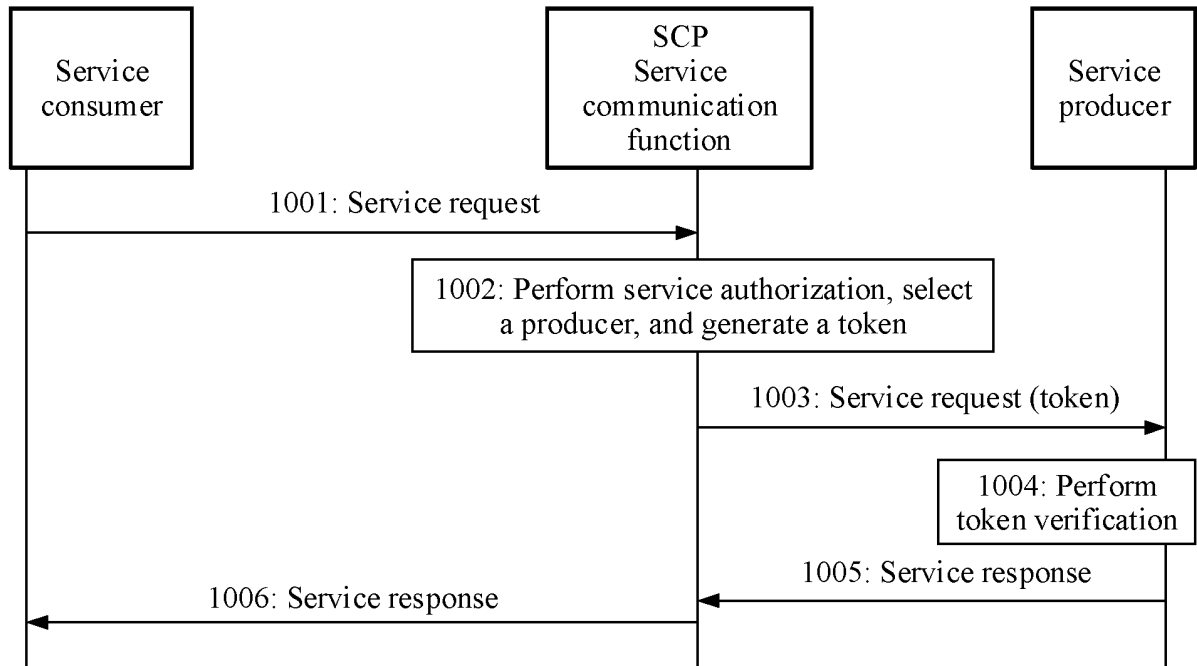 Service
consumer
SCP
Service
communication
function
Service
producer
1001: Service request
1002: Perform service authorization, select
a producer, and generate a token
1003: Service request (token)
1004: Perform
token verification
1005: Service response
1006: Service response